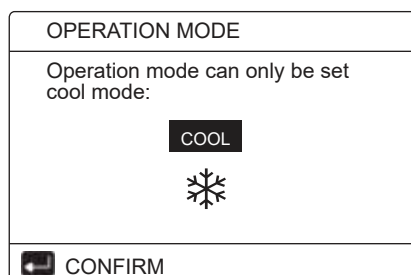 OPERATION MODE
Operation mode can only be set
cool mode:
COOL
CONFIRM